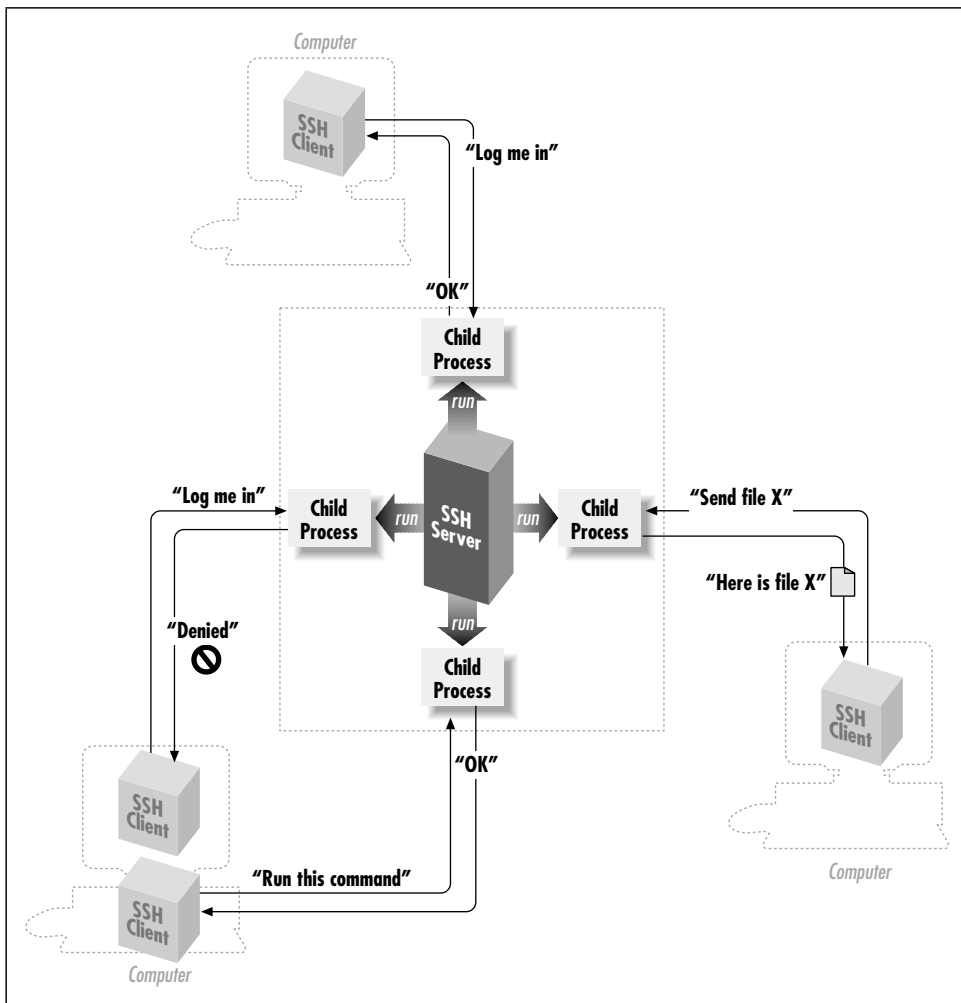 Computer
SSH
Client
“Log me in”
“OK”
Child
Process
run
“Log me in”
Child
Process
run
SSH
Server
run
Child
Process
“Send file X”
“Here is file X”
“Denied”
run
Child
Process
“OK”
SSH
Client
SSH
Client
“Run this command”
SSH
Client
Computer
Computer